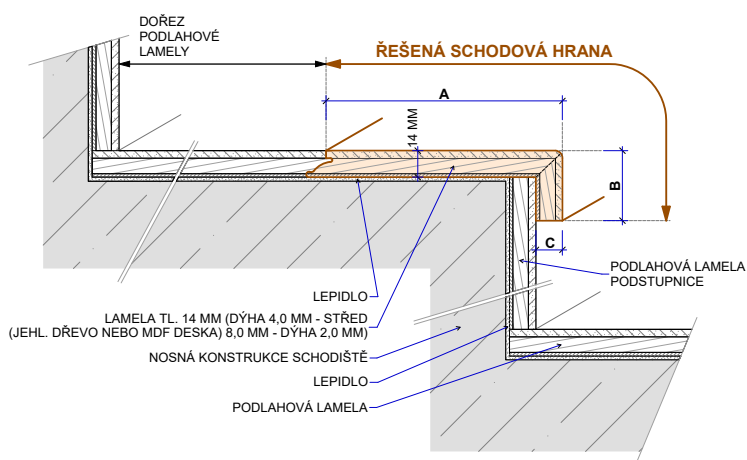 DOŘEZ
PODLAHOVÉ
LAMELY
ŘEŠENÁ SCHODOVÁ HRANA
A
14 MM
B
C
PODLAHOVÁ LAMELA
PODSTUPNICE
LEPIDLO
LAMELA TL. 14 MM (DÝHA 4,0 MM - STŘED
(JEHL. DŘEVO NEBO MDF DESKA) 8,0 MM - DÝHA 2,0 MM)
NOSNÁ KONSTRUKCE SCHODIŠTĚ
LEPIDLO
PODLAHOVÁ LAMELA